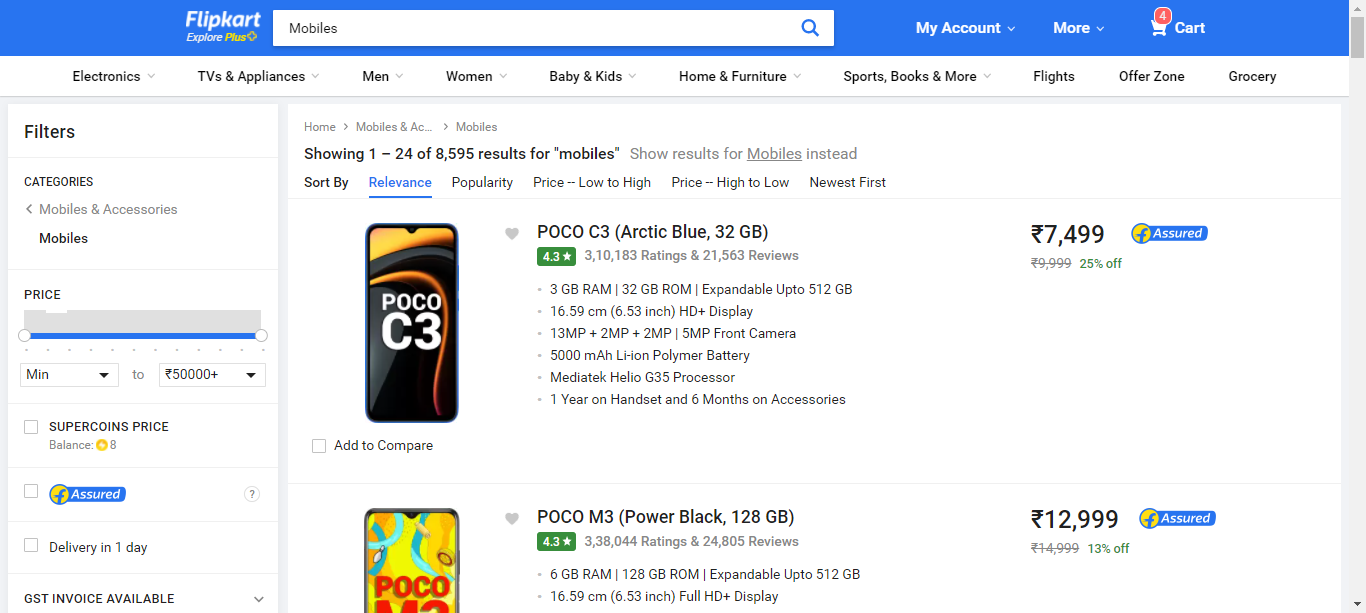 Flipkart
Explore Plus
Mobiles
My Account
More
4
Cart
Electronics
TVs & Appliances
Men
Women
Baby & Kids
Home & Furniture
Sports, Books & More
Flights
Offer Zone
Grocery
Filters
CATEGORIES
Mobiles & Accessories
Mobiles
PRICE
Min
to
₹50000+
SUPERCOINS PRICE
Balance: 8
f Assured
?
Delivery in 1 day
GST INVOICE AVAILABLE
Home > Mobiles & Ac... > Mobiles
Showing 1 – 24 of 8,595 results for "mobiles" Show results for Mobiles instead
Sort By Relevance Popularity Price -- Low to High Price -- High to Low Newest First
POCO
C3
Add to Compare
POCO C3 (Arctic Blue, 32 GB)
4.3★ 3,10,183 Ratings & 21,563 Reviews
3 GB RAM | 32 GB ROM | Expandable Upto 512 GB
16.59 cm (6.53 inch) HD+ Display
13MP + 2MP + 2MP | 5MP Front Camera
5000 mAh Li-ion Polymer Battery
Mediatek Helio G35 Processor
1 Year on Handset and 6 Months on Accessories
₹7,499
f Assured
₹9,999 25% off
POCO
M3
POCO M3 (Power Black, 128 GB)
4.3★ 3,38,044 Ratings & 24,805 Reviews
6 GB RAM | 128 GB ROM | Expandable Upto 512 GB
16.59 cm (6.53 inch) Full HD+ Display
₹12,999
f Assured
₹14,999 13% off